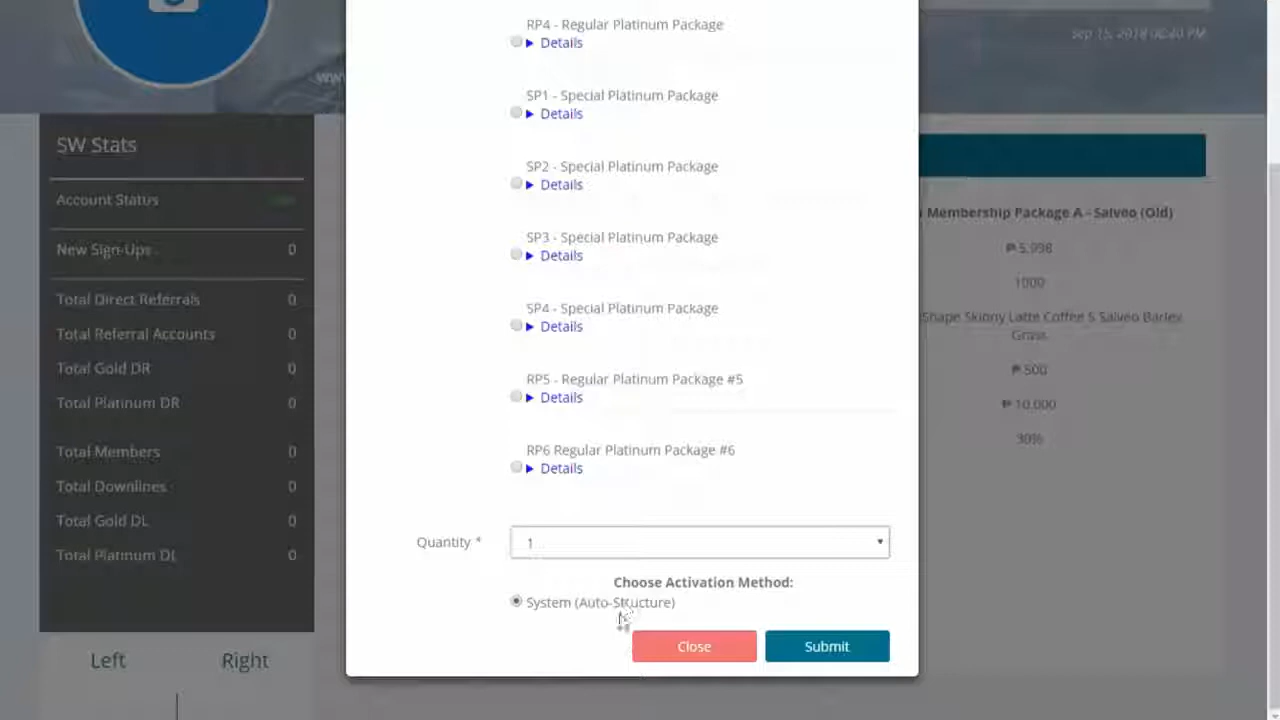 RP4 - Regular Platinum Package
Details
SP1 - Special Platinum Package
Details
SP2 - Special Platinum Package
Details
SP3 - Special Platinum Package
Details
SP4 - Special Platinum Package
Details
RP5 - Regular Platinum Package #5
Details
RP6 Regular Platinum Package #6
Details
Quantity * 1
Choose Activation Method:
System (Auto-Structure)
Close Submit
SW Stats
Account Status
New Sign-Ups 0
Total Direct Referrals 0
Total Referral Accounts 0
Total Gold DR 0
Total Platinum DR 0
Total Members 0
Total Downlines 0
Total Gold DL 0
Total Platinum DL 0
Left Right
Sep 15, 2018
Membership Package A - Salveo (Old)
₱ 5,998
1000
Shape Skinny Latte Coffee 5 Salveo Barley
Grass
₱ 500
₱ 10,000
30%